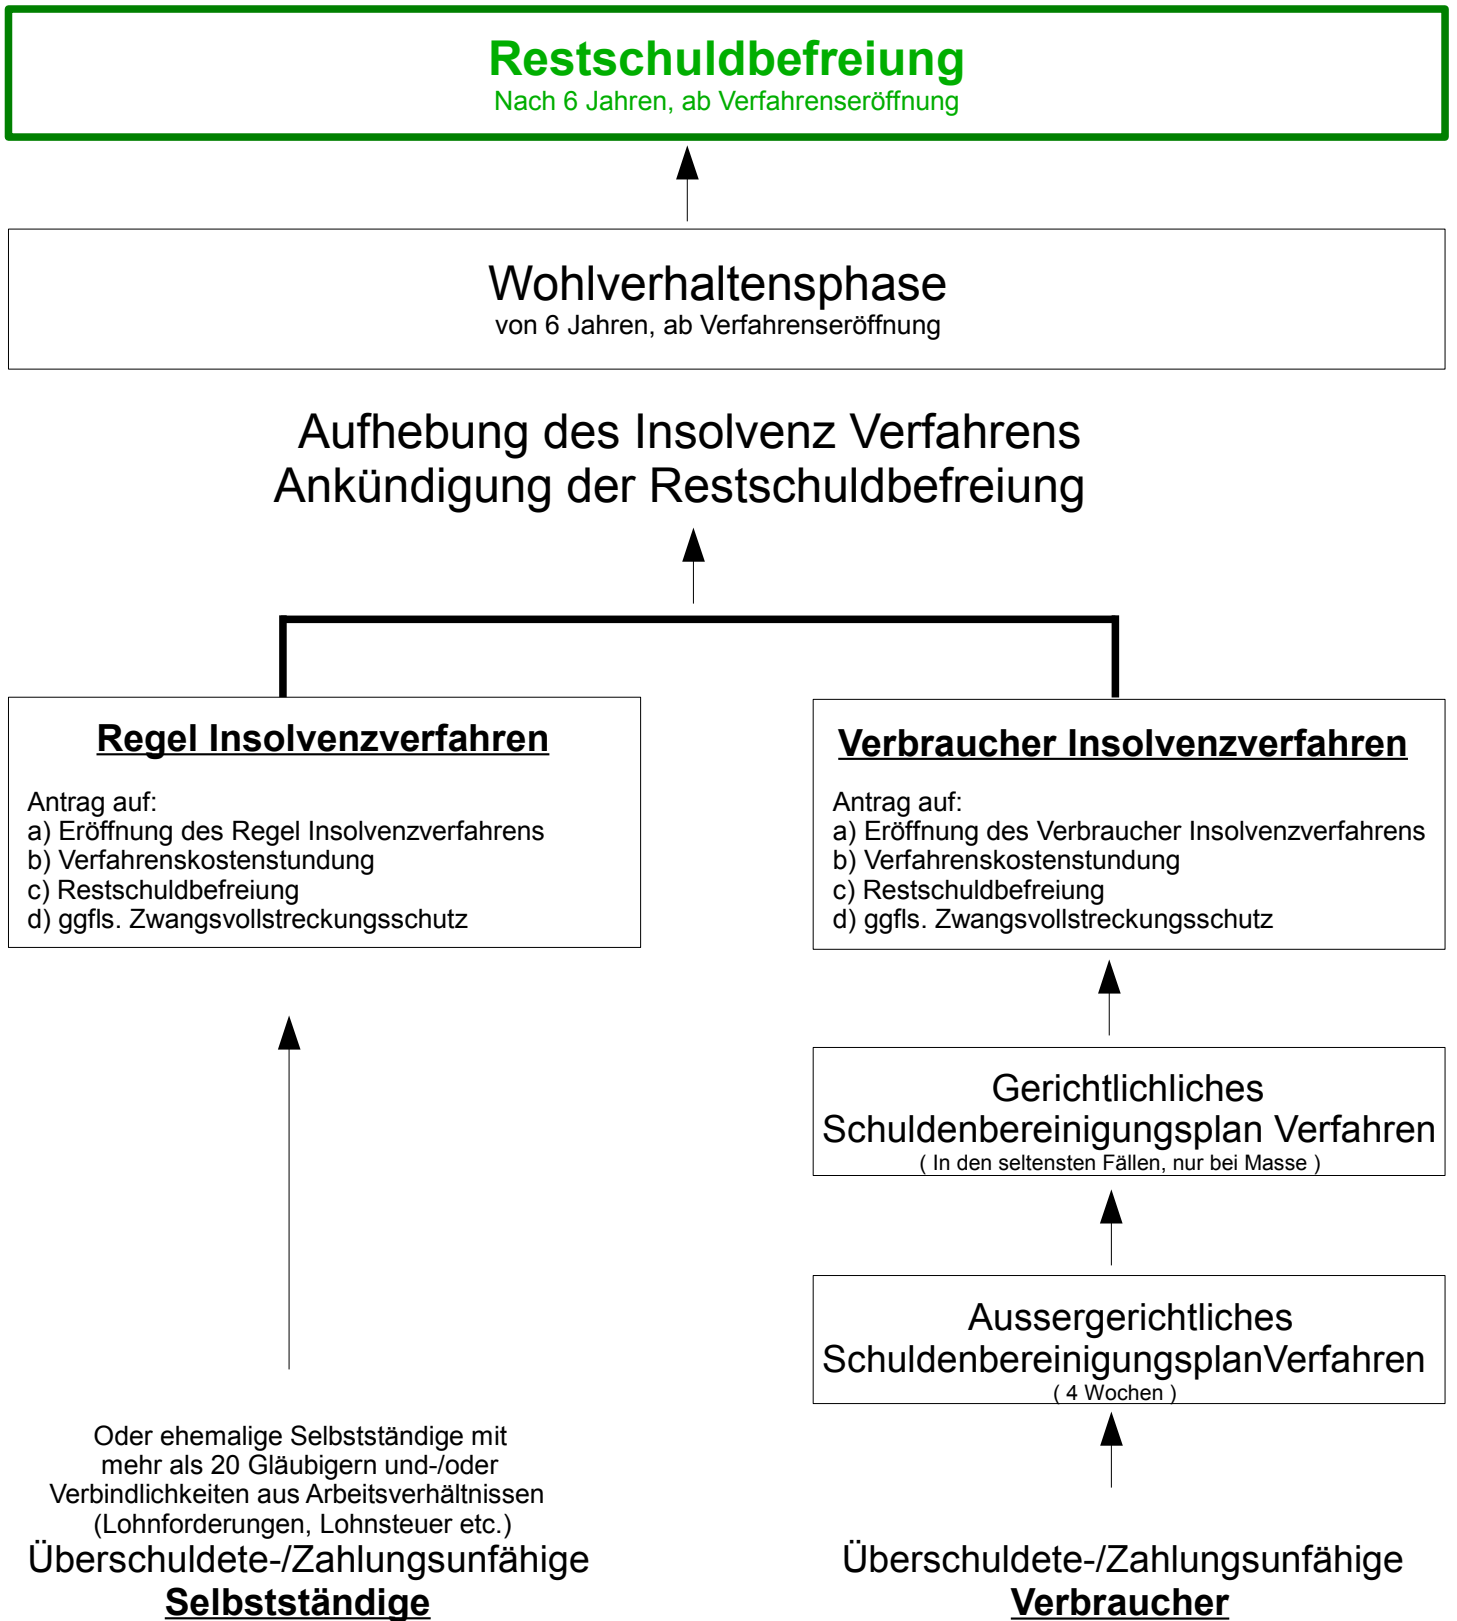 Restschuldbefreiung
Nach 6 Jahren, ab Verfahrenseröffnung
Wohlverhaltensphase
von 6 Jahren, ab Verfahrenseröffnung
Aufhebung des Insolvenz Verfahrens
Ankündigung der Restschuldbefreiung
Regel Insolvenzverfahren
Antrag auf:
a) Eröffnung des Regel Insolvenzverfahrens
b) Verfahrenskostenstundung
c) Restschuldbefreiung
d) ggfls. Zwangsvollstreckungsschutz
Verbraucher Insolvenzverfahren
Antrag auf:
a) Eröffnung des Verbraucher Insolvenzverfahrens
b) Verfahrenskostenstundung
c) Restschuldbefreiung
d) ggfls. Zwangsvollstreckungsschutz
Gerichtlichliches
Schuldenbereinigungsplan Verfahren
( In den seltensten Fällen, nur bei Masse )
Aussergerichtliches
SchuldenbereinigungsplanVerfahren
( 4 Wochen )
Oder ehemalige Selbstständige mit
mehr als 20 Gläubigern und-/oder
Verbindlichkeiten aus Arbeitsverhältnissen
(Lohnforderungen, Lohnsteuer etc.)
Überschuldete-/Zahlungsunfähige
Selbstständige
Überschuldete-/Zahlungsunfähige
Verbraucher